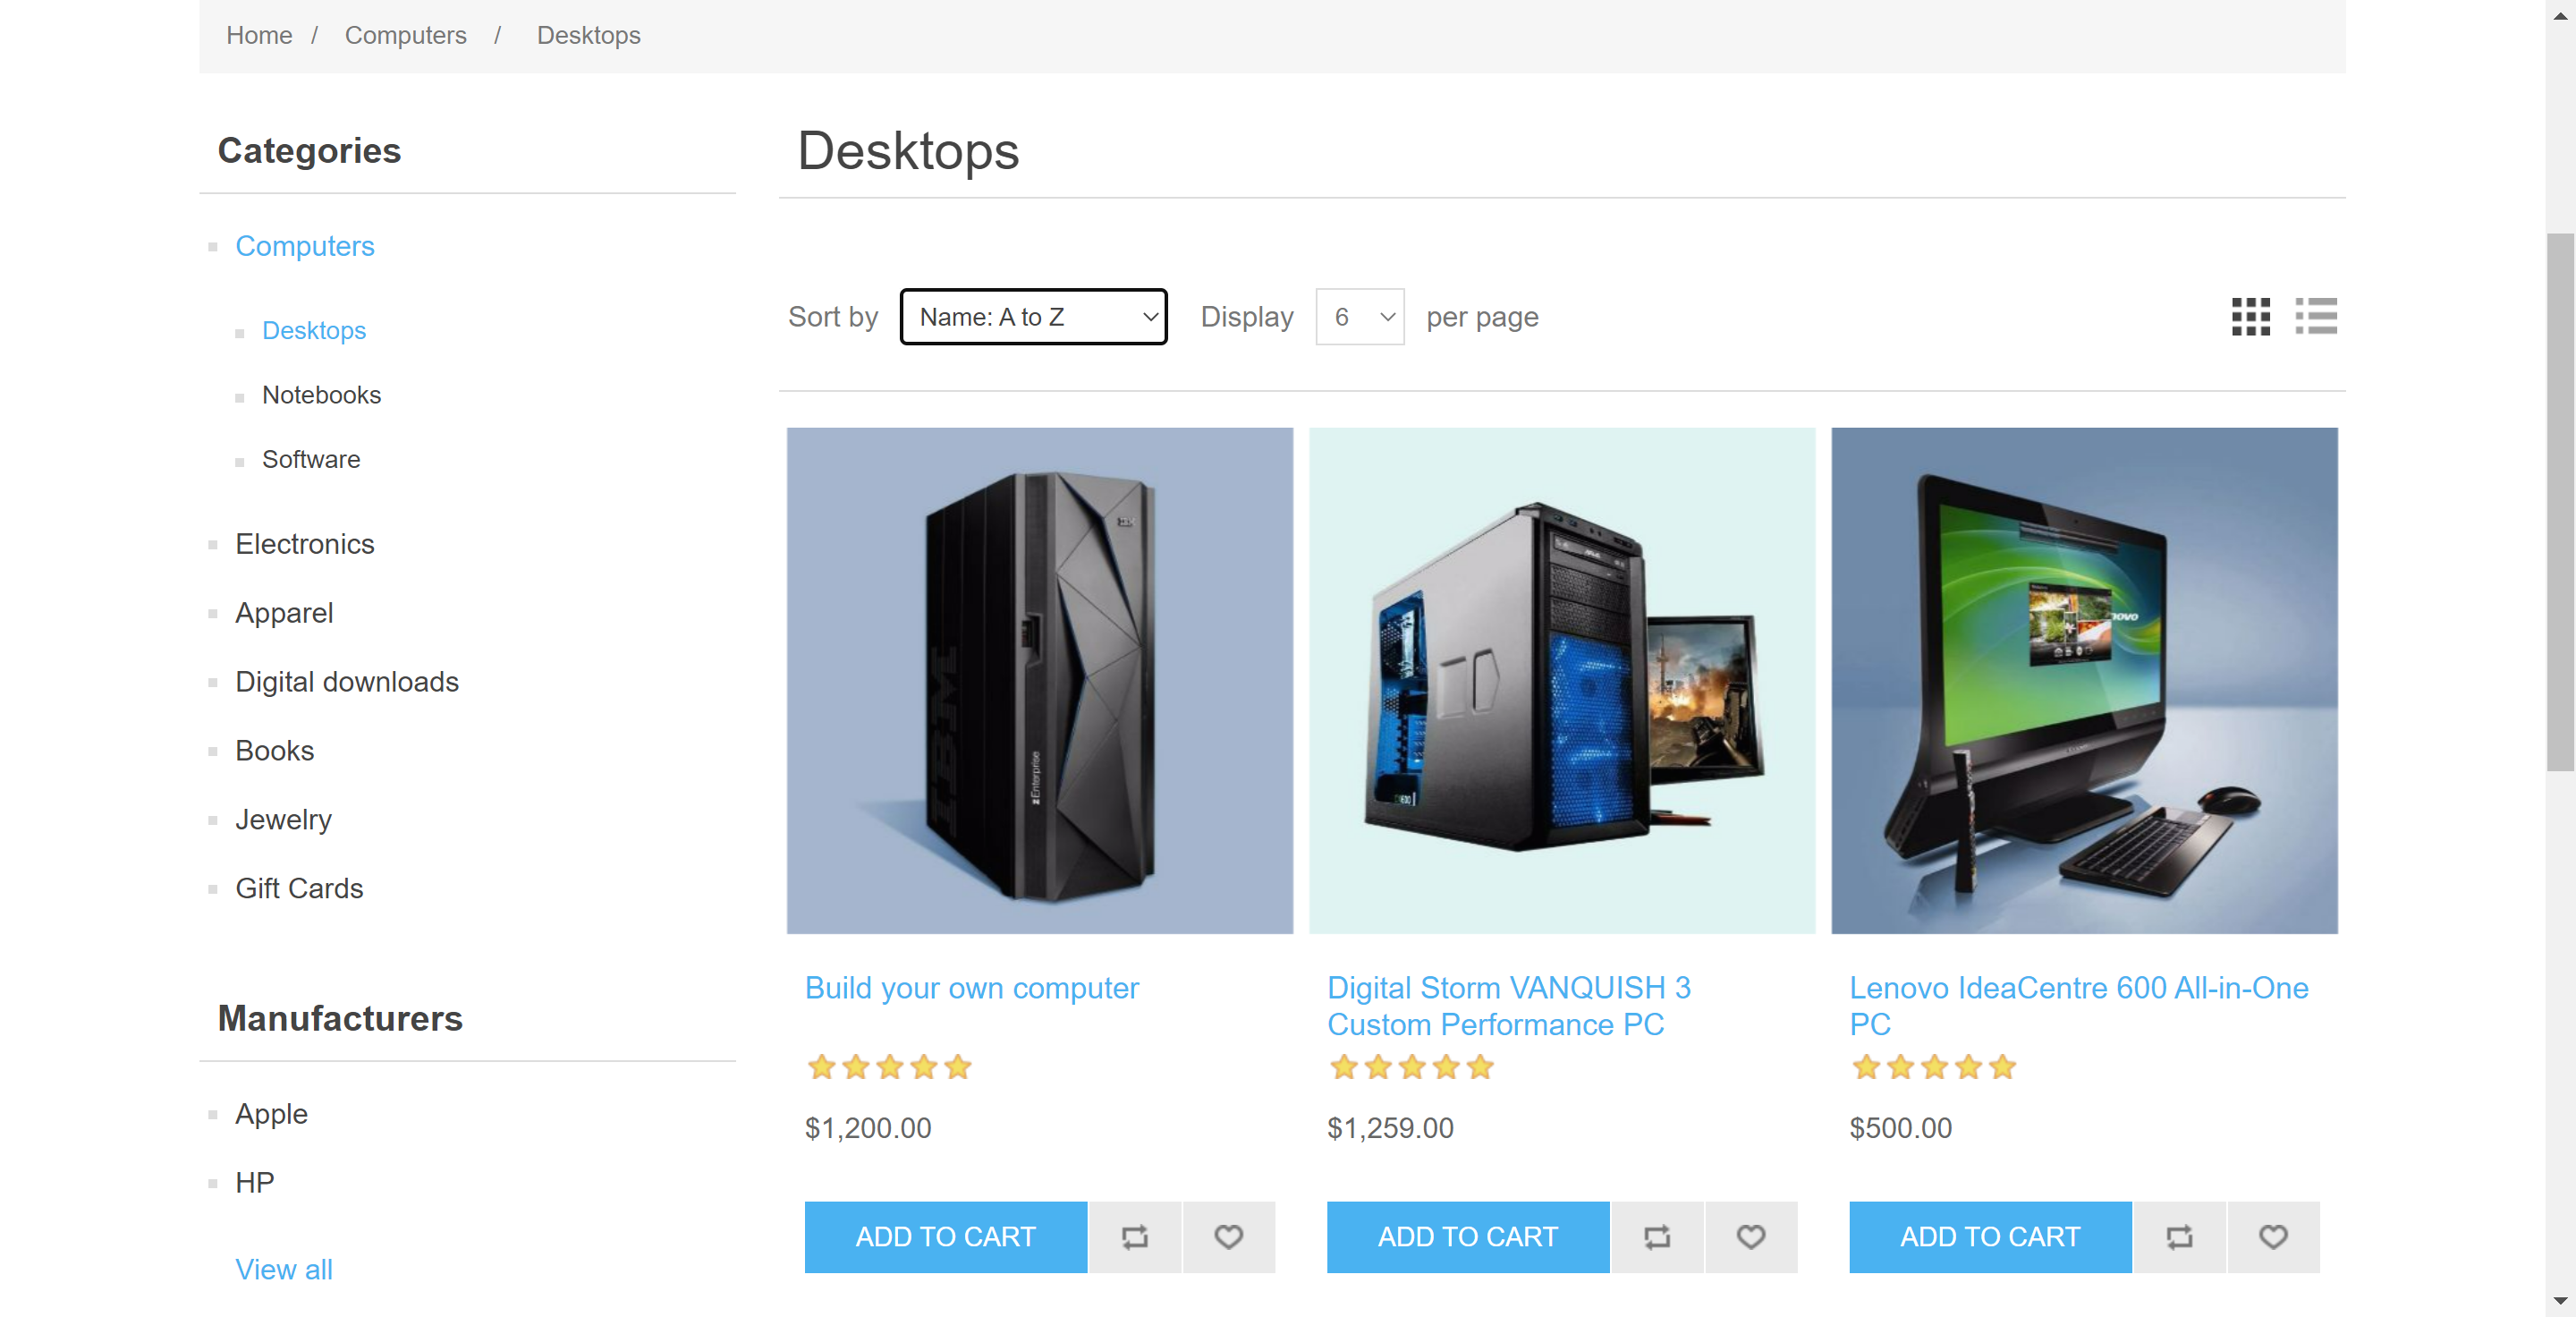 Home / Computers / Desktops
Categories
Computers
Desktops
Notebooks
Software
Electronics
Apparel
Digital downloads
Books
Jewelry
Gift Cards
Manufacturers
Apple
HP
View all
Desktops
Sort by Name: A to Z Display 6 per page
IBM
IBM
zEnterprise
Build your own computer
$1,200.00
ADD TO CART
Digital Storm VANQUISH 3
Custom Performance PC
$1,259.00
ADD TO CART
Lenovo IdeaCentre 600 All-in-One
PC
$500.00
ADD TO CART